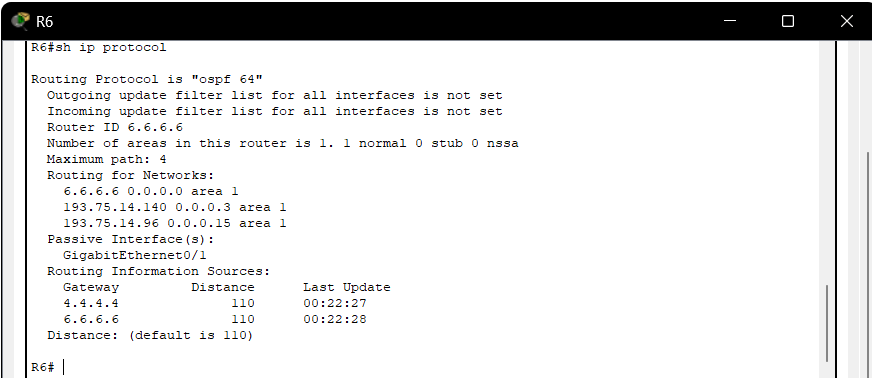 R6
R6#sh ip protocol
Routing Protocol is "ospf 64"
Outgoing update filter list for all interfaces is not set
Incoming update filter list for all interfaces is not set
Router ID 6.6.6.6
Number of areas in this router is 1. 1 normal 0 stub 0 nssa
Maximum path: 4
Routing for Networks:
6.6.6.6 0.0.0.0 area 1
193.75.14.140 0.0.0.3 area 1
193.75.14.96 0.0.0.15 area 1
Passive Interface(s):
GigabitEthernet0/1
Routing Information Sources:
Gateway Distance Last Update
4.4.4.4 110 00:22:27
6.6.6.6 110 00:22:28
Distance: (default is 110)
R6#